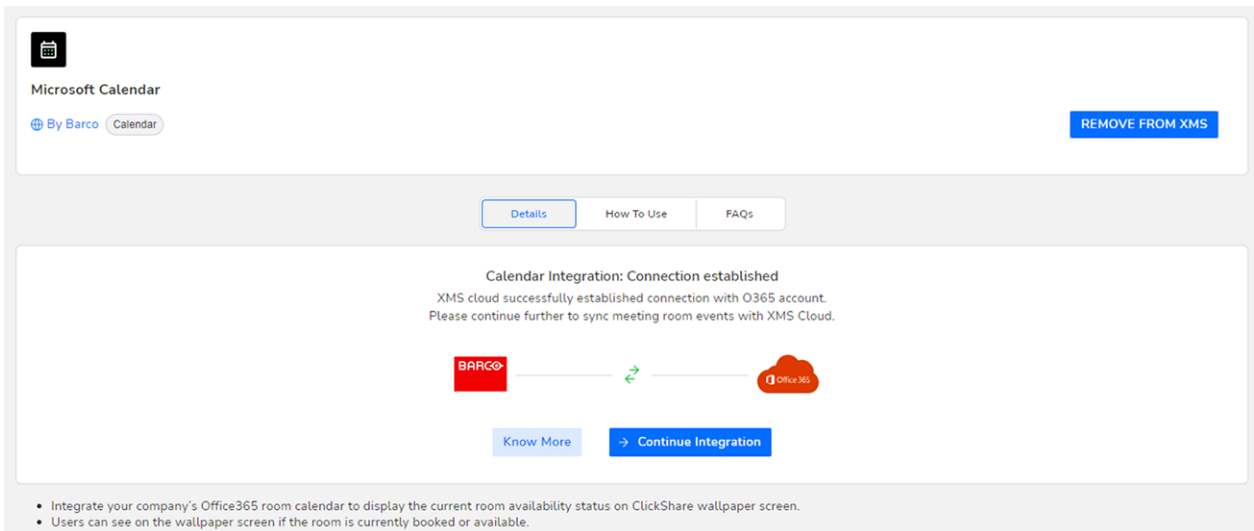 Microsoft Calendar
By Barco Calendar
REMOVE FROM XMS
Details How To Use FAQs
Calendar Integration: Connection established
XMS cloud successfully established connection with O365 account.
Please continue further to sync meeting room events with XMS Cloud.
BARCO Office 365
Know More → Continue Integration
• Integrate your company's Office365 room calendar to display the current room availability status on ClickShare wallpaper screen.
• Users can see on the wallpaper screen if the room is currently booked or available.